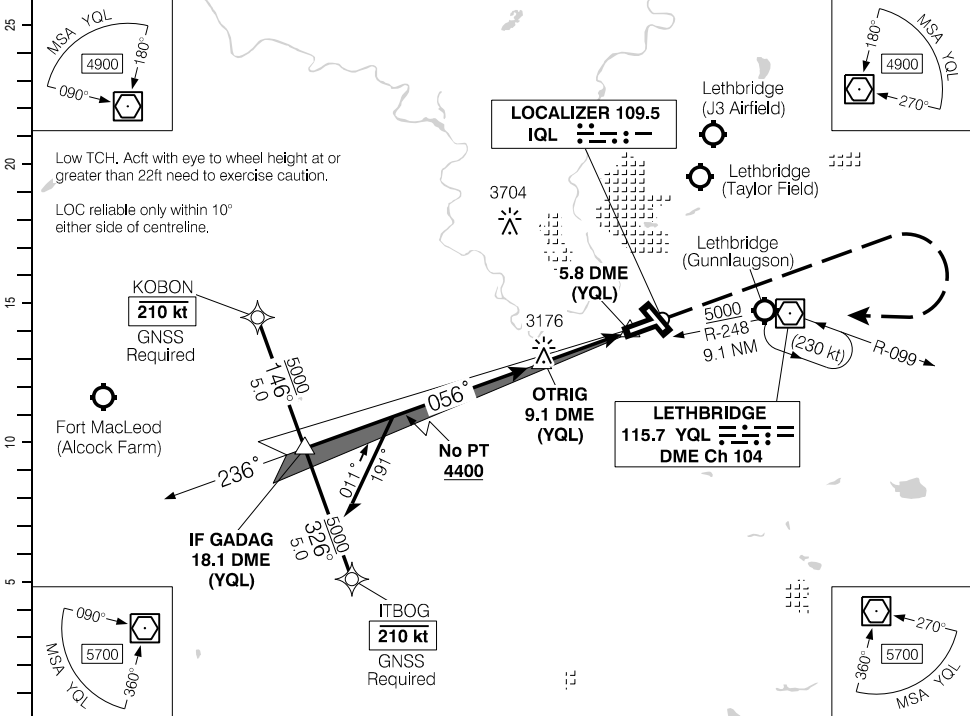 25
20
15
10
5
MSA YQL
4900
180°
090°
MSA YQL
4900
180°
270°
LOCALIZER 109.5
IQL
Lethbridge
(J3 Airfield)
Lethbridge
(Taylor Field)
Low TCH. Acft with eye to wheel height at or
greater than 22ft need to exercise caution.
LOC reliable only within 10°
either side of centreline.
3704
Lethbridge
(Gunnlaugson)
5.8 DME
(YQL)
KOBON
210 kt
GNSS
Required
3176
5000
R-248
9.1 NM
(230 kt)
R-099
5000
146°
5.0
056°
OTRIG
9.1 DME
(YQL)
LETHBRIDGE
115.7 YQL
DME Ch 104
Fort MacLeod
(Alcock Farm)
No PT
4400
236°
011°
191°
IF GADAG
18.1 DME
(YQL)
5000
326°
5.0
ITBOG
210 kt
GNSS
Required
090°
5700
360°
MSA YQL
270°
5700
360°
MSA YQL